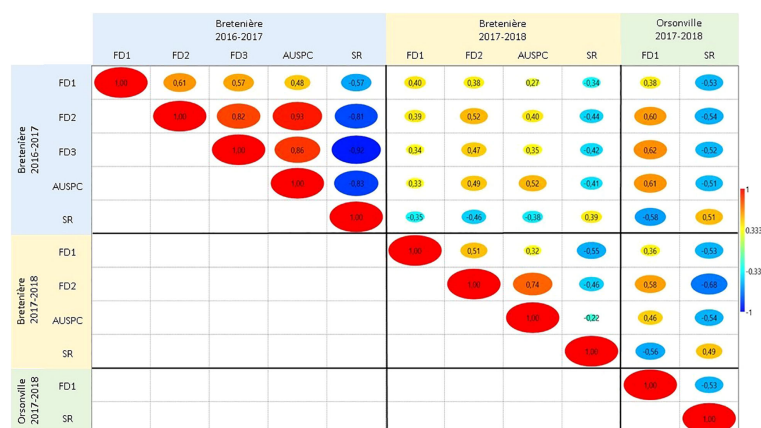 Bretenière
2016-2017
Bretenière
2017-2018
Orsonville
2017-2018
FD1 FD2 FD3 AUSPC SR FD1 FD2 AUSPC SR FD1 SR
Bretenière
2016-2017
FD1 1,00 0,61 0,57 0,48 -0,57 0,40 0,38 0,27 -0,34 0,38 -0,53
FD2 1,00 0,82 0,93 -0,81 0,39 0,52 0,40 -0,44 0,60 -0,54
FD3 1,00 0,86 -0,92 0,34 0,47 0,35 -0,42 0,62 -0,52
AUSPC 1,00 -0,83 0,33 0,49 0,52 -0,41 0,61 -0,51
SR 1,00 -0,35 -0,46 -0,38 0,39 -0,58 0,51
Bretenière
2017-2018
FD1 1,00 0,51 0,32 -0,55 0,36 -0,53
FD2 1,00 0,74 -0,46 0,58 -0,68
AUSPC 1,00 -0,22 0,46 -0,54
SR 1,00 -0,56 0,49
Orsonville
2017-2018
FD1 1,00 -0,53
SR 1,00
1
0.333
-0.33
-1